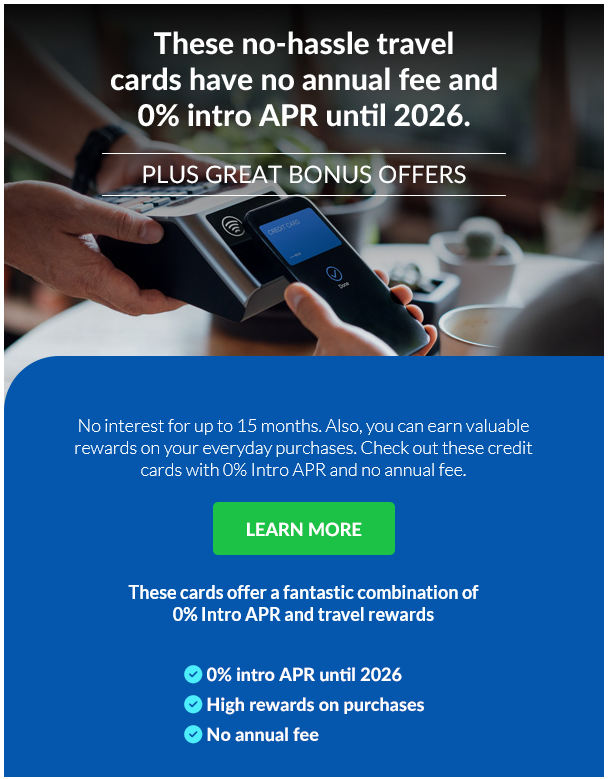 These no-hassle travel
cards have no annual fee and
0% intro APR until 2026.
PLUS GREAT BONUS OFFERS
CREDIT CARD
Done
No interest for up to 15 months. Also, you can earn valuable
rewards on your everyday purchases. Check out these credit
cards with 0% Intro APR and no annual fee.
LEARN MORE
These cards offer a fantastic combination of
0% Intro APR and travel rewards
0% intro APR until 2026
High rewards on purchases
No annual fee